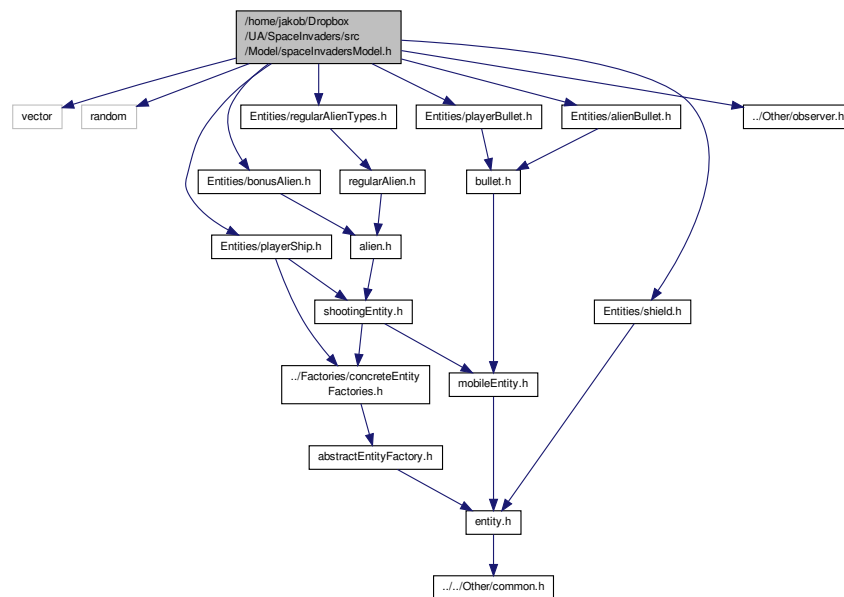 /home/jakob/Dropbox
/UA/SpaceInvaders/src
/Model/spaceInvadersModel.h
vector
random
Entities/regularAlienTypes.h
Entities/playerBullet.h
Entities/alienBullet.h
../Other/observer.h
Entities/bonusAlien.h
regularAlien.h
bullet.h
Entities/playerShip.h
alien.h
shootingEntity.h
Entities/shield.h
../Factories/concreteEntity
Factories.h
mobileEntity.h
abstractEntityFactory.h
entity.h
../../Other/common.h